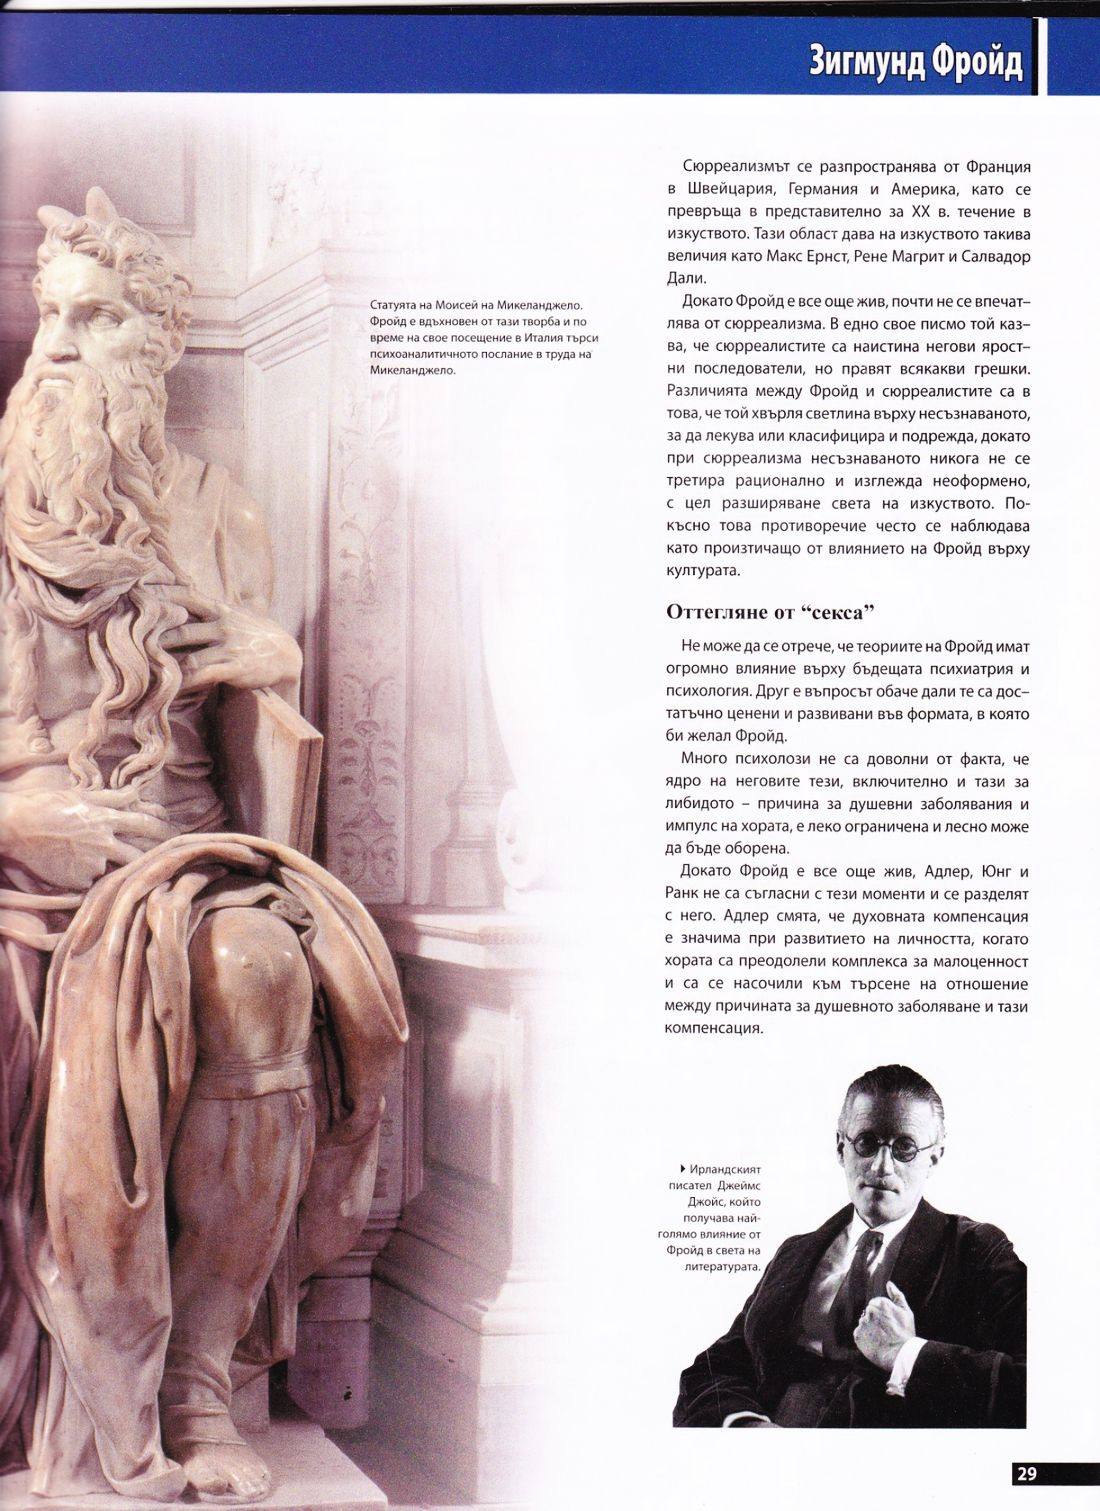 Зигмунд Фройд
Сюрреализмът се разпространява от Франция
в Швейцария, Германия и Америка, като се
превръща в представително за XX в. течение в
изкуството. Тази област дава на изкуството такива
величия като Макс Ернст, Рене Магрит и Салвадор
Дали.
Докато Фройд е все още жив, почти не се впечат–
лява от сюрреализма. В едно свое писмо той каз–
ва, че сюрреалистите са наистина негови ярост–
ни последователи, но правят всякакви грешки.
Различията между Фройд и сюрреалистите са в
това, че той хвърля светлина върху несъзнаваното,
за да лекува или класифицира и подрежда, докато
при сюрреализма несъзнаваното никога не се
третира рационално и изглежда неоформено,
с цел разширяване света на изкуството. По-
късно това противоречие често се наблюдава
като произтичащо от влиянието на Фройд върху
културата.
Статуята на Моисей на Микеланджело.
Фройд е вдъхновен от тази творба и по
време на свое посещение в Италия търси
психоаналитичното послание в труда на
Микеланджело.
Оттегляне от “секса”
Не може да се отрече, че теориите на Фройд имат
огромно влияние върху бъдещата психиатрия и
психология. Друг е въпросът обаче дали те са дос–
татъчно ценени и развивани във формата, в която
би желал Фройд.
Много психолози не са доволни от факта, че
ядро на неговите тези, включително и тази за
либидото – причина за душевни заболявания и
импулс на хората, е леко ограничена и лесно може
да бъде оборена.
Докато Фройд е все още жив, Адлер, Юнг и
Ранк не са съгласни с тези моменти и се разделят
с него. Адлер смята, че духовната компенсация
е значима при развитието на личността, когато
хората са преодолели комплекса за малоценност
и са се насочили към търсене на отношение
между причината за душевното заболяване и тази
компенсация.
Ирландският
писател Джеймс
Джойс, който
получава най-
голямо влияние от
Фройд в света на
литературата.
29